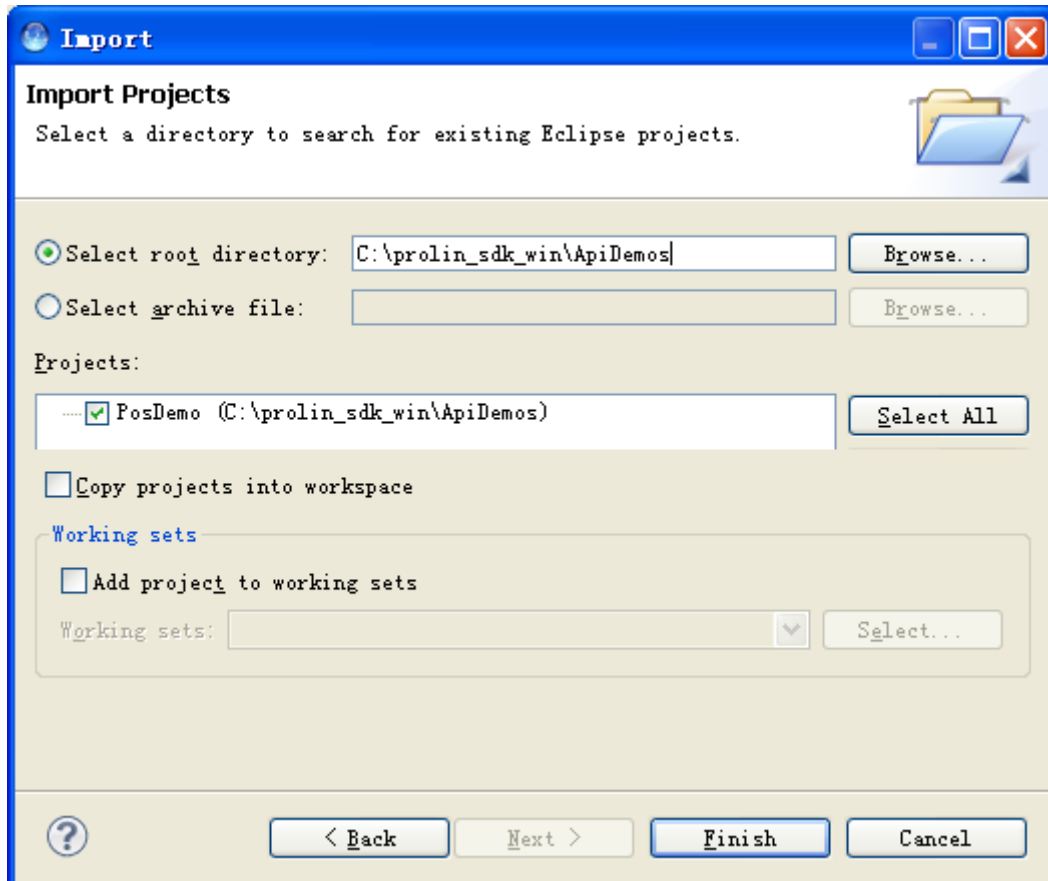 Import
Import Projects
Select a directory to search for existing Eclipse projects.
Select root directory: C:\prolin_sdk_win\ApiDemos Browse...
Select archive file: Browse...
Projects:
PosDemo (C:\prolin_sdk_win\ApiDemos) Select All
Copy projects into workspace
Working sets
Add project to working sets
Working sets: Select...
? < Back Next > Finish Cancel